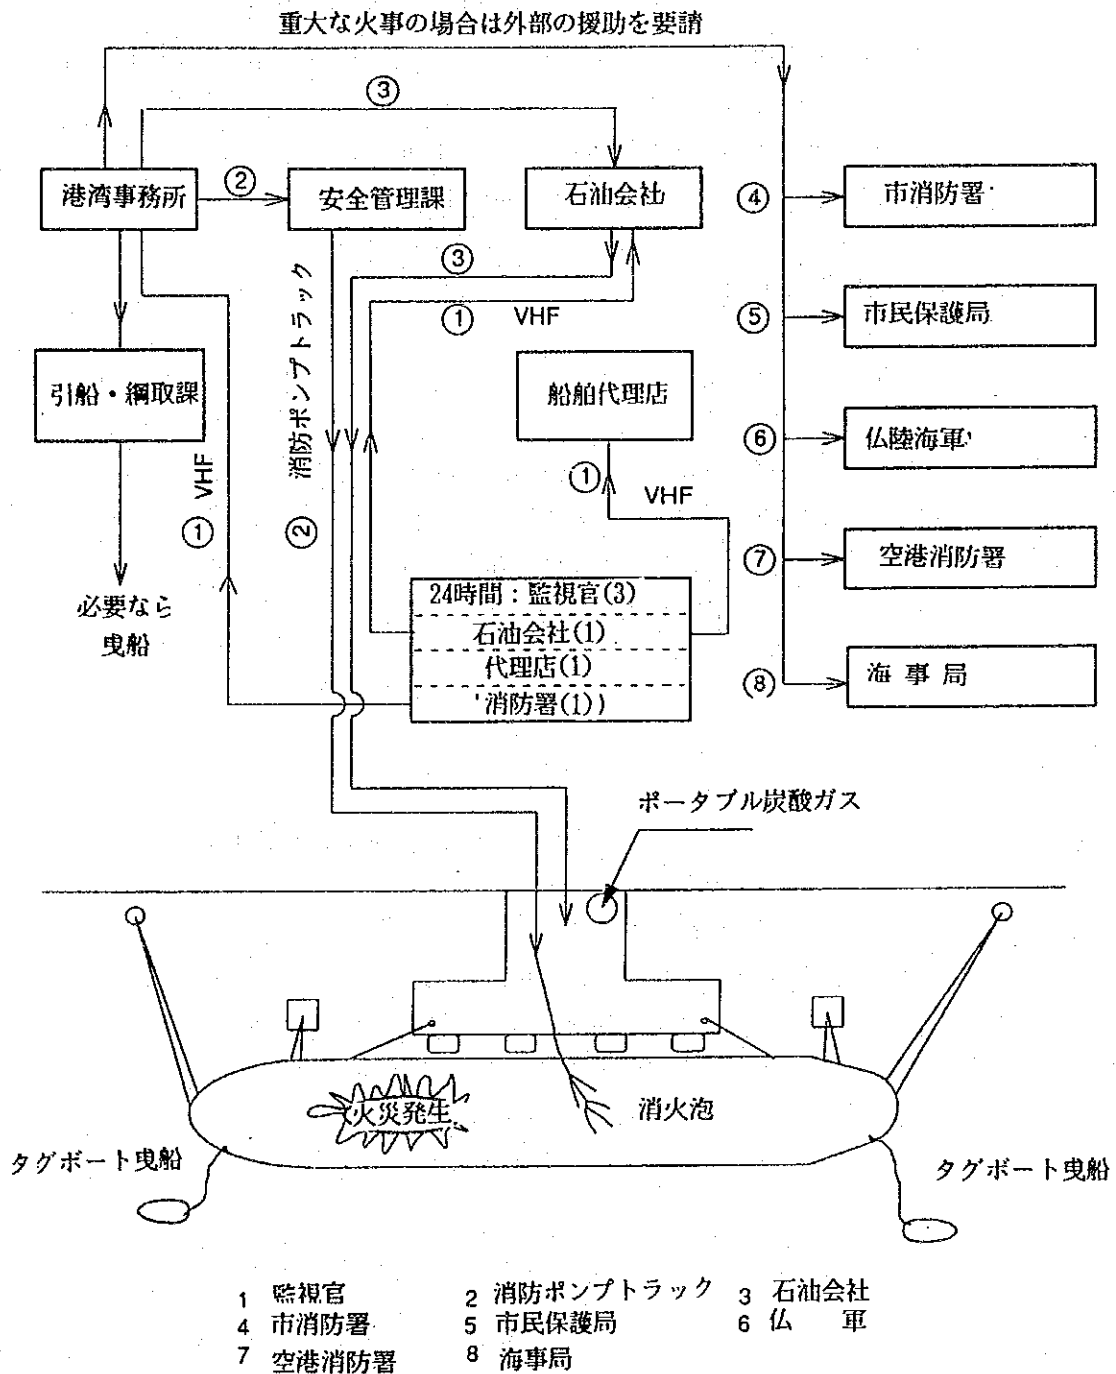 重大な火事の場合は外部の援助を要請
③
港湾事務所
②
安全管理課
石油会社
④
市消防署
③
①
VHF
消防ポンプトラック
②
⑤
市民保護局
引船・綱取課
船舶代理店
⑥
仏陸海軍
VHF
①
①
VHF
⑦
空港消防署
必要なら
曳船
24時間：監視官(3)
石油会社(1)
代理店(1)
消防署(1))
⑧
海事局
ポータブル炭酸ガス
火災発生
消火泡
タグボート曳船
タグボート曳船
1 監視官 2 消防ポンプトラック 3 石油会社
4 市消防署 5 市民保護局 6 仏 軍
7 空港消防署 8 海事局